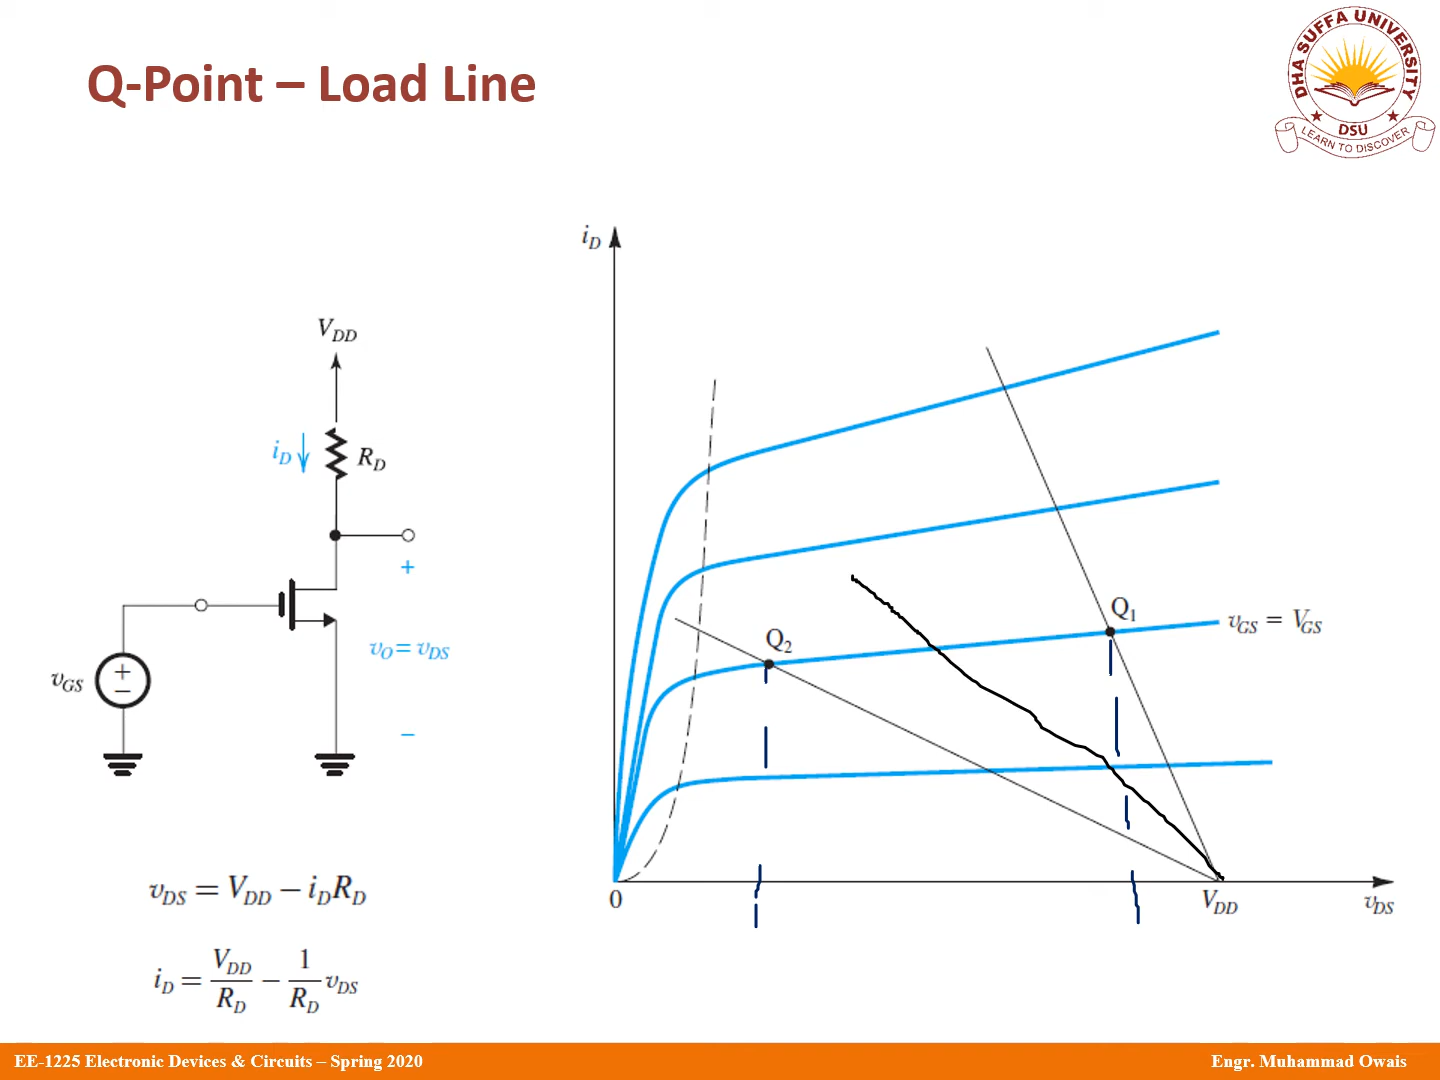 Q-Point – Load Line
DHA SUFFA UNIVERSITY
DSU
LEARN TO DISCOVER
V_DD
i_D
R_D
+
v_O = v_DS
−
v_GS
+
−
i_D
Q_1
Q_2
v_GS = V_GS
0
V_DD
v_DS
v_DS = V_DD − i_D R_D
i_D = V_DD/R_D − 1/R_D v_DS
EE-1225 Electronic Devices & Circuits – Spring 2020
Engr. Muhammad Owais